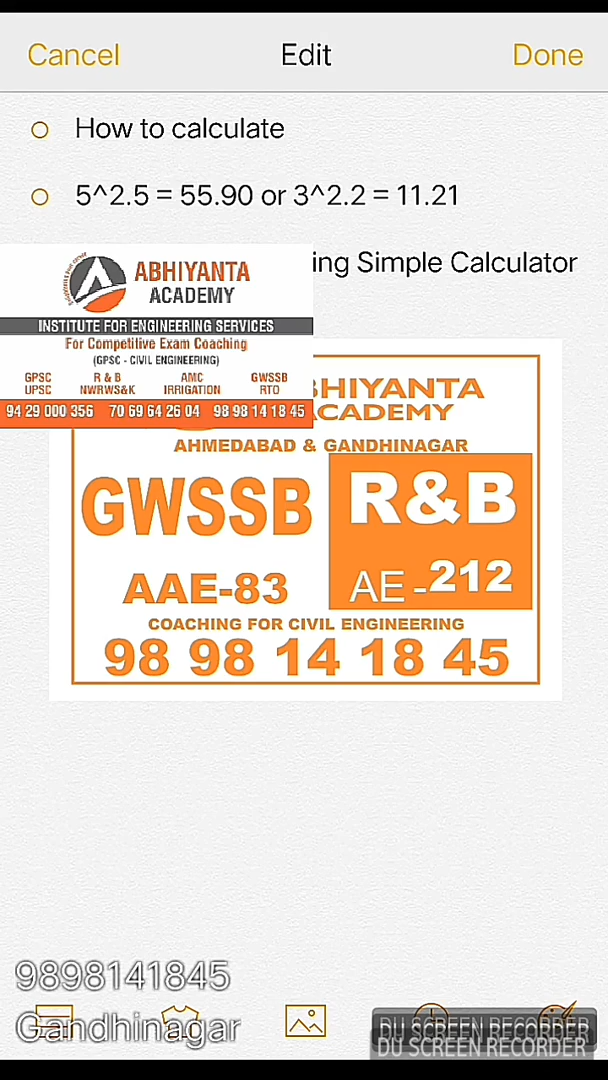 Cancel Edit Done
How to calculate
5^2.5 = 55.90 or 3^2.2 = 11.21
ing Simple Calculator
ABHIYANTA
ACADEMY
INSTITUTE FOR ENGINEERING SERVICES
For Competitive Exam Coaching
(GPSC - CIVIL ENGINEERING)
GPSC R & B AMC GWSSB
UPSC NWRWS&K IRRIGATION RTO
94 29 000 356 70 69 64 26 04 98 98 14 18 45
BHIYANTA
CADEMY
AHMEDABAD & GANDHINAGAR
GWSSB R&B
AAE-83 AE-212
COACHING FOR CIVIL ENGINEERING
98 98 14 18 45
9898141845
Gandhinagar
DU SCREEN RECORDER
DU SCREEN RECORDER